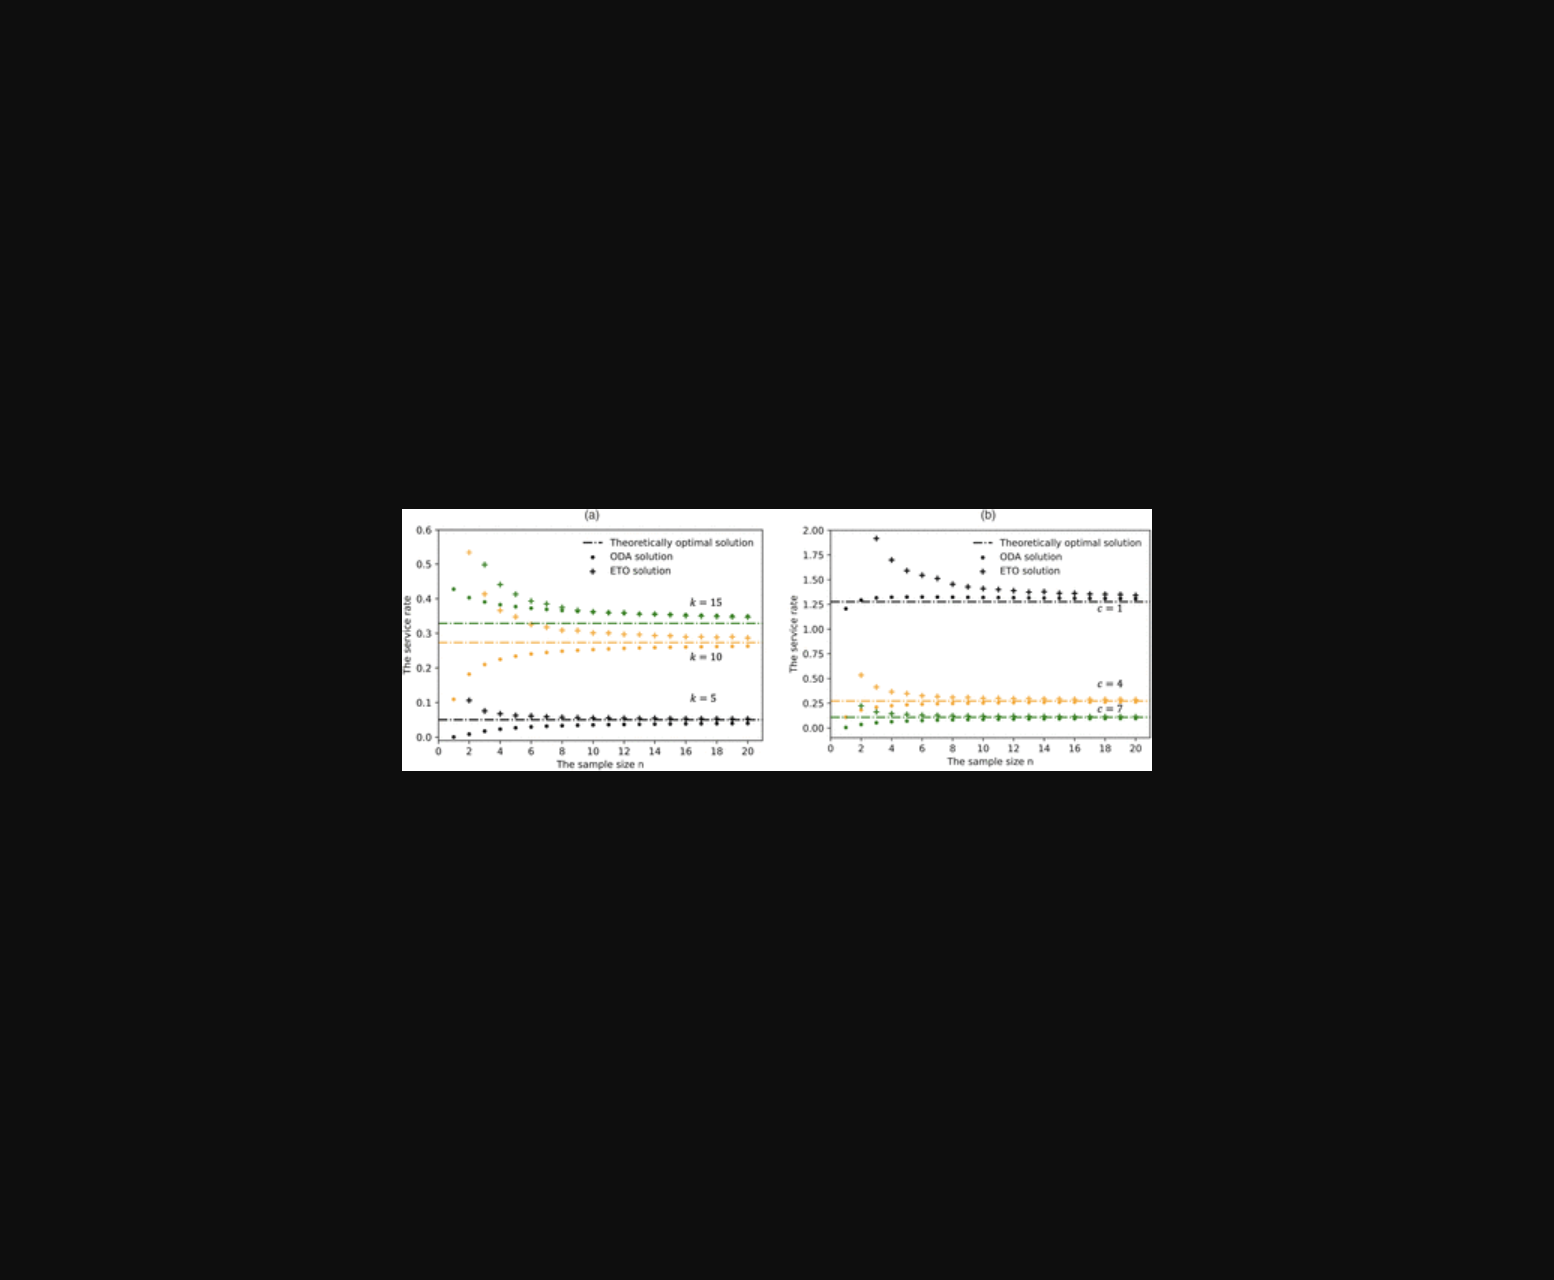 (a)
0.6
0.5
0.4
0.3
0.2
0.1
0.0
The service rate
Theoretically optimal solution
ODA solution
ETO solution
k = 15
k = 10
k = 5
0 2 4 6 8 10 12 14 16 18 20
The sample size n
(b)
2.00
1.75
1.50
1.25
1.00
0.75
0.50
0.25
0.00
The service rate
Theoretically optimal solution
ODA solution
ETO solution
c = 1
c = 4
c = 7
0 2 4 6 8 10 12 14 16 18 20
The sample size n